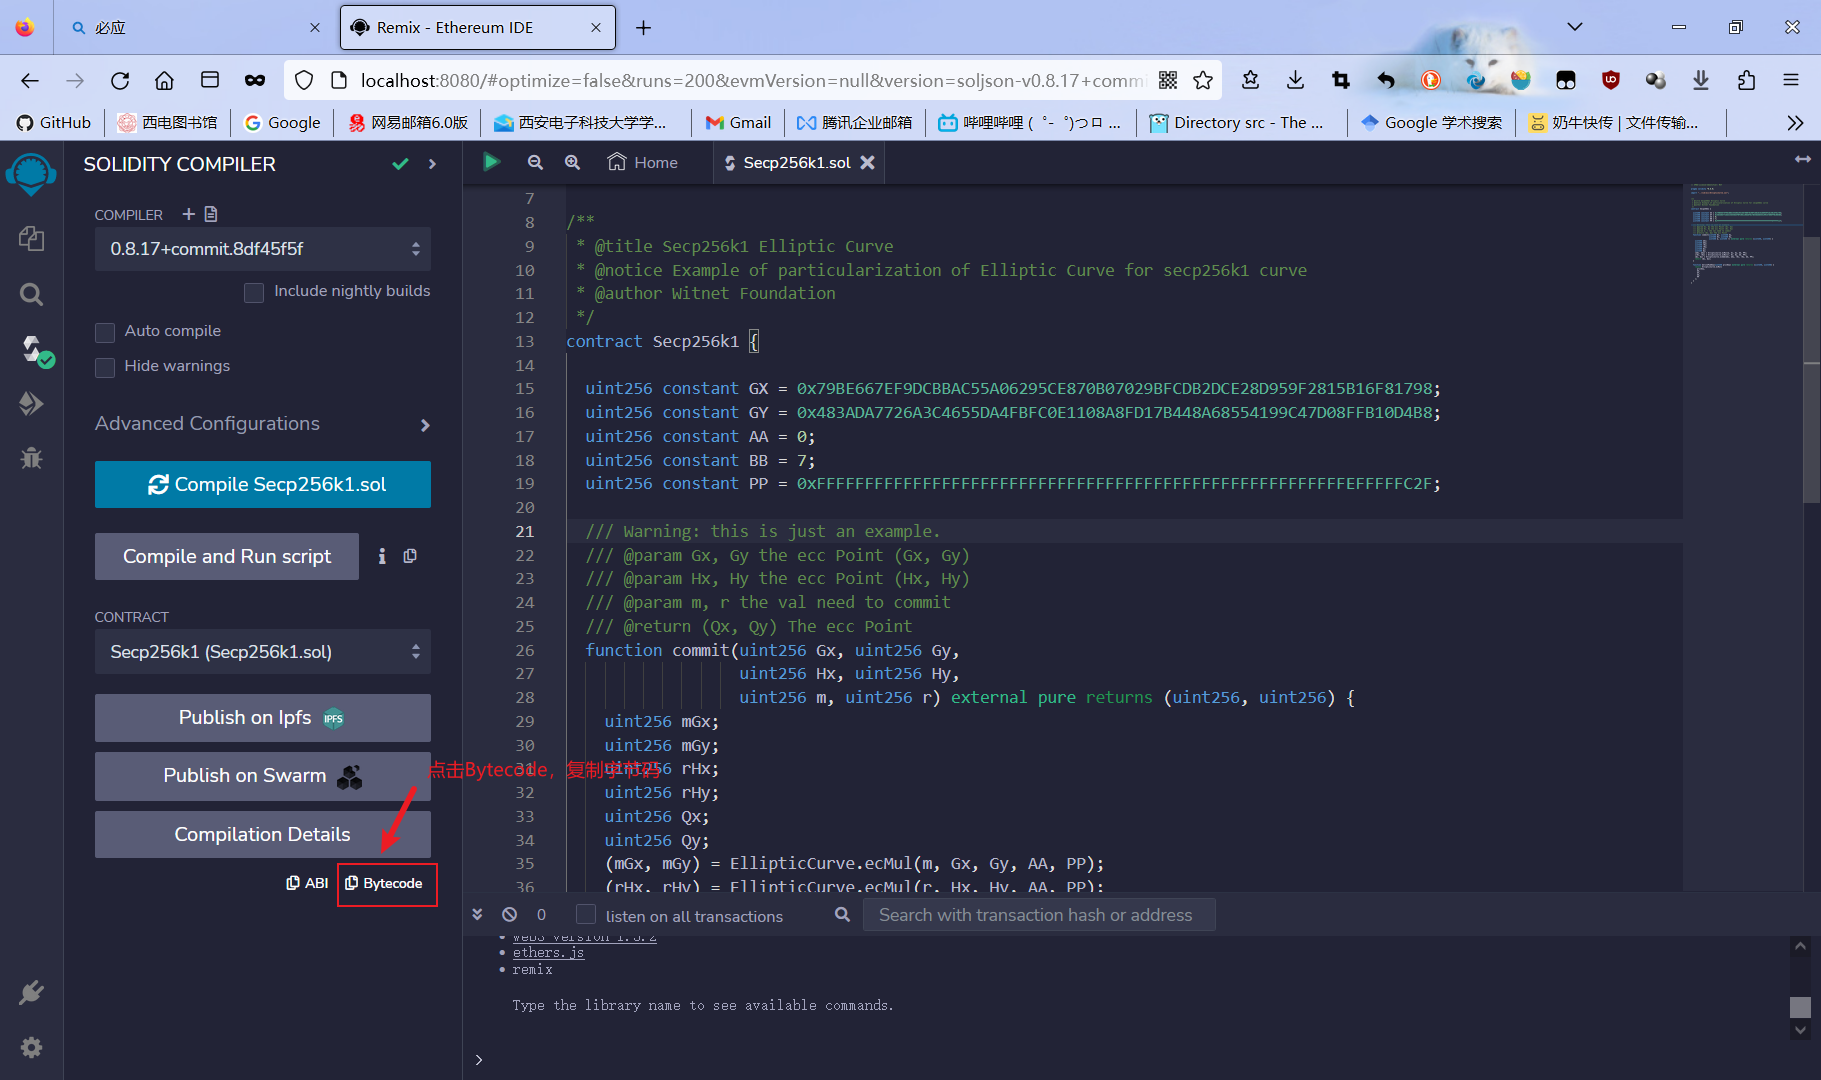 必应
Remix - Ethereum IDE
localhost:8080/#optimize=false&runs=200&evmVersion=null&version=soljson-v0.8.17+commi
GitHub
西电图书馆
Google
网易邮箱6.0版
西安电子科技大学学...
Gmail
腾讯企业邮箱
哔哩哔哩 ( ゜- ゜)つロ ...
Directory src - The ...
Google 学术搜索
奶牛快传 | 文件传输...
SOLIDITY COMPILER
COMPILER
0.8.17+commit.8df45f5f
Include nightly builds
Auto compile
Hide warnings
Advanced Configurations
Compile Secp256k1.sol
Compile and Run script
CONTRACT
Secp256k1 (Secp256k1.sol)
Publish on Ipfs IPFS
Publish on Swarm
Compilation Details
ABI
Bytecode
点击Bytecode，复制字节码
Home
Secp256k1.sol
7
8 /**
9 * @title Secp256k1 Elliptic Curve
10 * @notice Example of particularization of Elliptic Curve for secp256k1 curve
11 * @author Witnet Foundation
12 */
13 contract Secp256k1 {
14
15 uint256 constant GX = 0x79BE667EF9DCBBAC55A06295CE870B07029BFCDB2DCE28D959F2815B16F81798;
16 uint256 constant GY = 0x483ADA7726A3C4655DA4FBFC0E1108A8FD17B448A68554199C47D08FFB10D4B8;
17 uint256 constant AA = 0;
18 uint256 constant BB = 7;
19 uint256 constant PP = 0xFFFFFFFFFFFFFFFFFFFFFFFFFFFFFFFFFFFFFFFFFFFFFFFFFFFFFFFEFFFFFC2F;
20
21 /// Warning: this is just an example.
22 /// @param Gx, Gy the ecc Point (Gx, Gy)
23 /// @param Hx, Hy the ecc Point (Hx, Hy)
24 /// @param m, r the val need to commit
25 /// @return (Qx, Qy) The ecc Point
26 function commit(uint256 Gx, uint256 Gy,
27 uint256 Hx, uint256 Hy,
28 uint256 m, uint256 r) external pure returns (uint256, uint256) {
29 uint256 mGx;
30 uint256 mGy;
31 uint256 rHx;
32 uint256 rHy;
33 uint256 Qx;
34 uint256 Qy;
35 (mGx, mGy) = EllipticCurve.ecMul(m, Gx, Gy, AA, PP);
36 (rHx, rHy) = EllipticCurve.ecMul(r, Hx, Hy, AA, PP);
0
listen on all transactions
Search with transaction hash or address
web3 version 1.5.2
ethers.js
remix
Type the library name to see available commands.
>